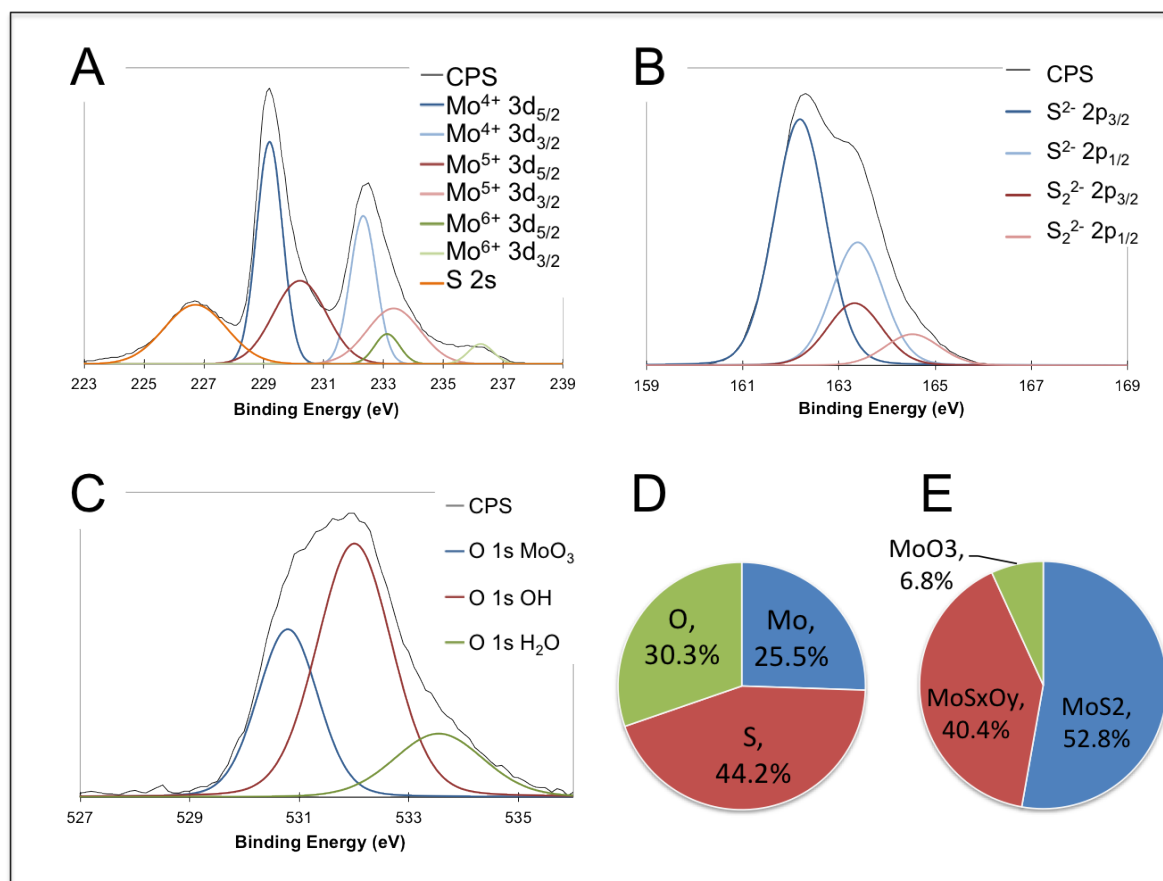 A
CPS
Mo⁴⁺ 3d₅/₂
Mo⁴⁺ 3d₃/₂
Mo⁵⁺ 3d₅/₂
Mo⁵⁺ 3d₃/₂
Mo⁶⁺ 3d₅/₂
Mo⁶⁺ 3d₃/₂
S 2s
223 225 227 229 231 233 235 237 239
Binding Energy (eV)
B
CPS
S²⁻ 2p₃/₂
S²⁻ 2p₁/₂
S₂²⁻ 2p₃/₂
S₂²⁻ 2p₁/₂
159 161 163 165 167 169
Binding Energy (eV)
C
CPS
O 1s MoO₃
O 1s OH
O 1s H₂O
527 529 531 533 535
Binding Energy (eV)
D
O,
30.3%
Mo,
25.5%
S,
44.2%
E
MoO3,
6.8%
MoSxOy,
40.4%
MoS2,
52.8%